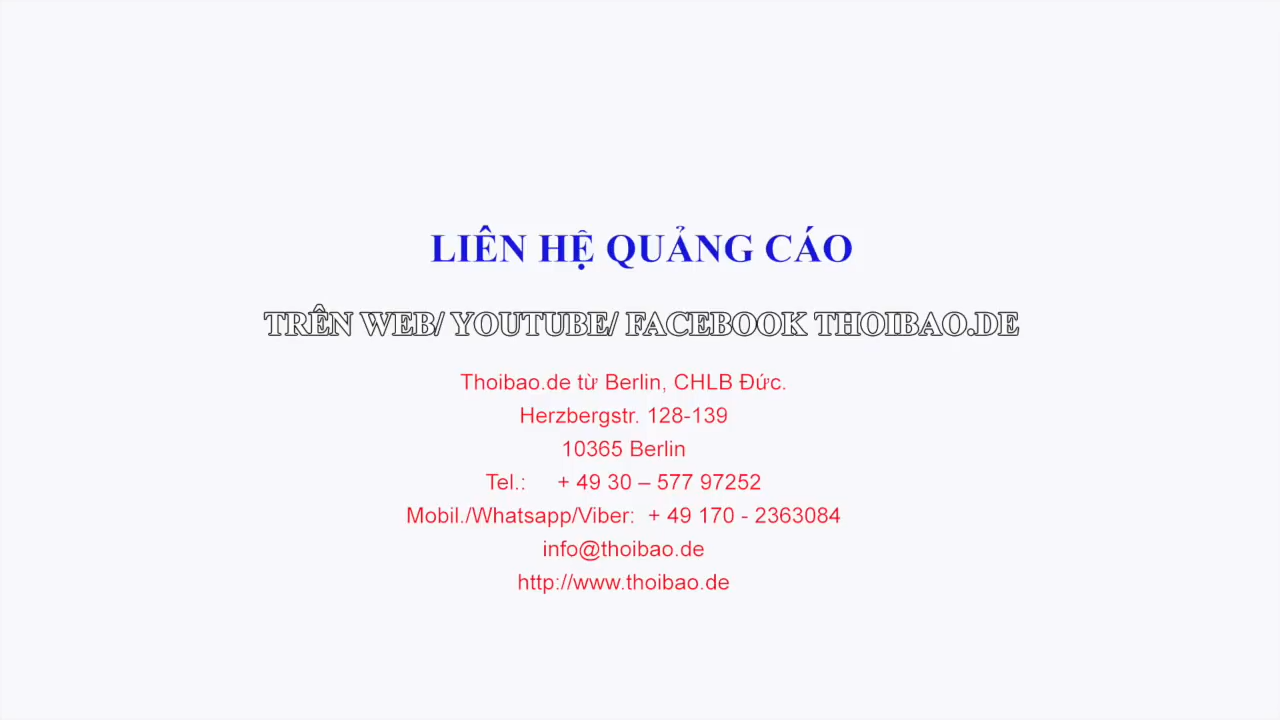 LIÊN HỆ QUẢNG CÁO
TRÊN WEB/ YOUTUBE/ FACEBOOK THOIBAO.DE
Thoibao.de từ Berlin, CHLB Đức.
Herzbergstr. 128-139
10365 Berlin
Tel.: + 49 30 – 577 97252
Mobil./Whatsapp/Viber: + 49 170 - 2363084
info@thoibao.de
http://www.thoibao.de